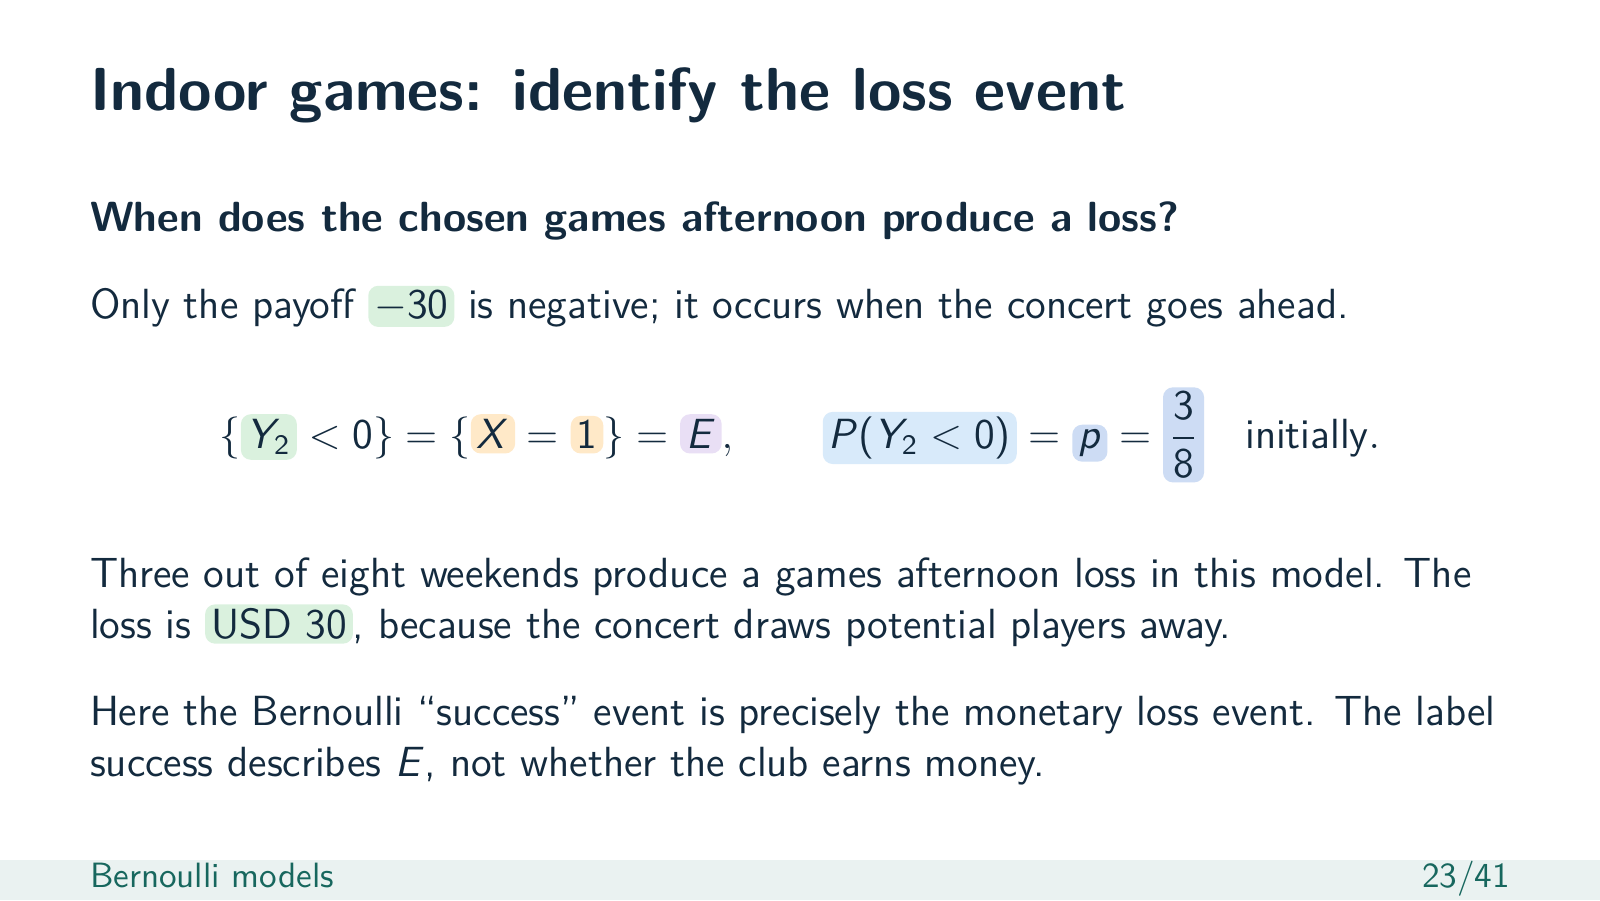 Indoor games: identify the loss event
When does the chosen games afternoon produce a loss?
Only the payoff −30 is negative; it occurs when the concert goes ahead.
{Y₂ < 0} = {X = 1} = E, P(Y₂ < 0) = p = 3/8 initially.
Three out of eight weekends produce a games afternoon loss in this model. The
loss is USD 30, because the concert draws potential players away.
Here the Bernoulli “success” event is precisely the monetary loss event. The label
success describes E, not whether the club earns money.
Bernoulli models 23/41